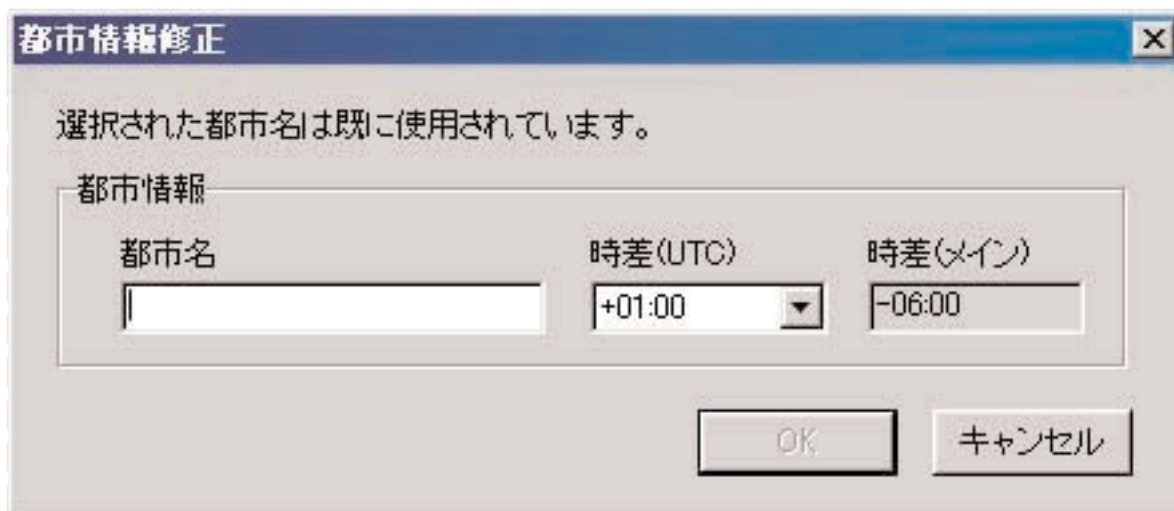 都市情報修正
選択された都市名は既に使用されています。
都市情報
都市名 時差(UTC) 時差(メイン)
+01:00 -06:00
OK キャンセル